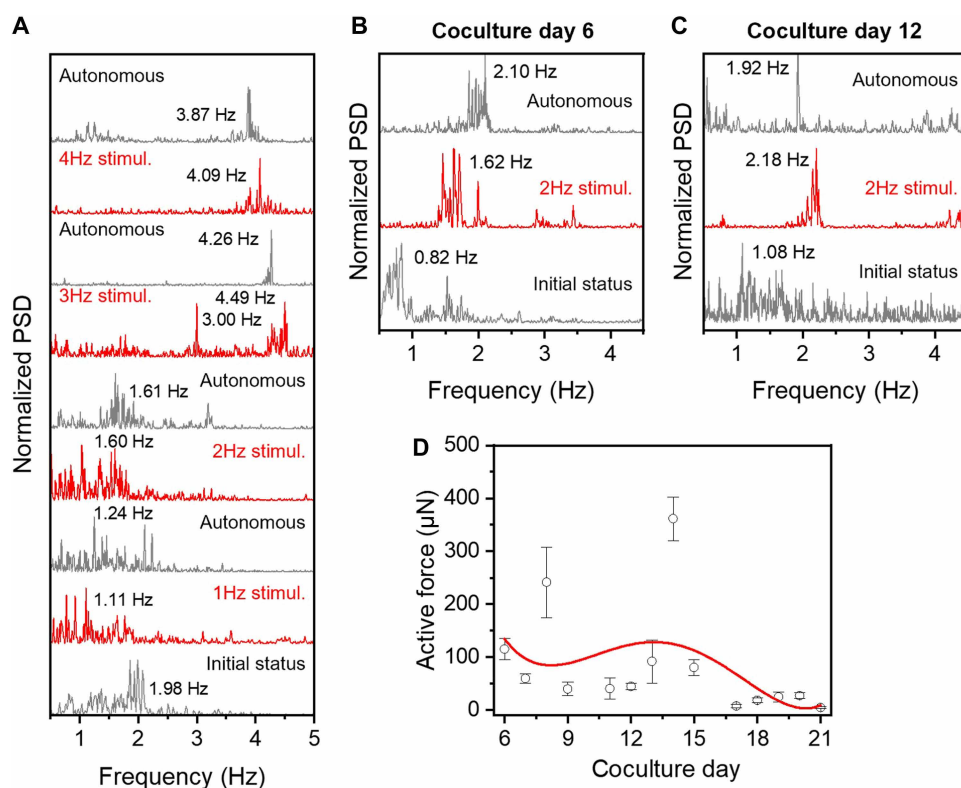 A
Autonomous
3.87 Hz
4Hz stimul.
4.09 Hz
Autonomous
4.26 Hz
3Hz stimul.
4.49 Hz
3.00 Hz
Autonomous
1.61 Hz
1.60 Hz
2Hz stimul.
1.24 Hz
Autonomous
1.11 Hz
1Hz stimul.
Initial status
1.98 Hz
Normalized PSD
1 2 3 4 5
Frequency (Hz)
B
Coculture day 6
2.10 Hz
Autonomous
1.62 Hz
2Hz stimul.
0.82 Hz
Initial status
Normalized PSD
1 2 3 4
Frequency (Hz)
C
Coculture day 12
1.92 Hz
Autonomous
2.18 Hz
2Hz stimul.
1.08 Hz
Initial status
Normalized PSD
1 2 3 4
Frequency (Hz)
D
500
400
300
200
100
0
Active force (µN)
6 9 12 15 18 21
Coculture day